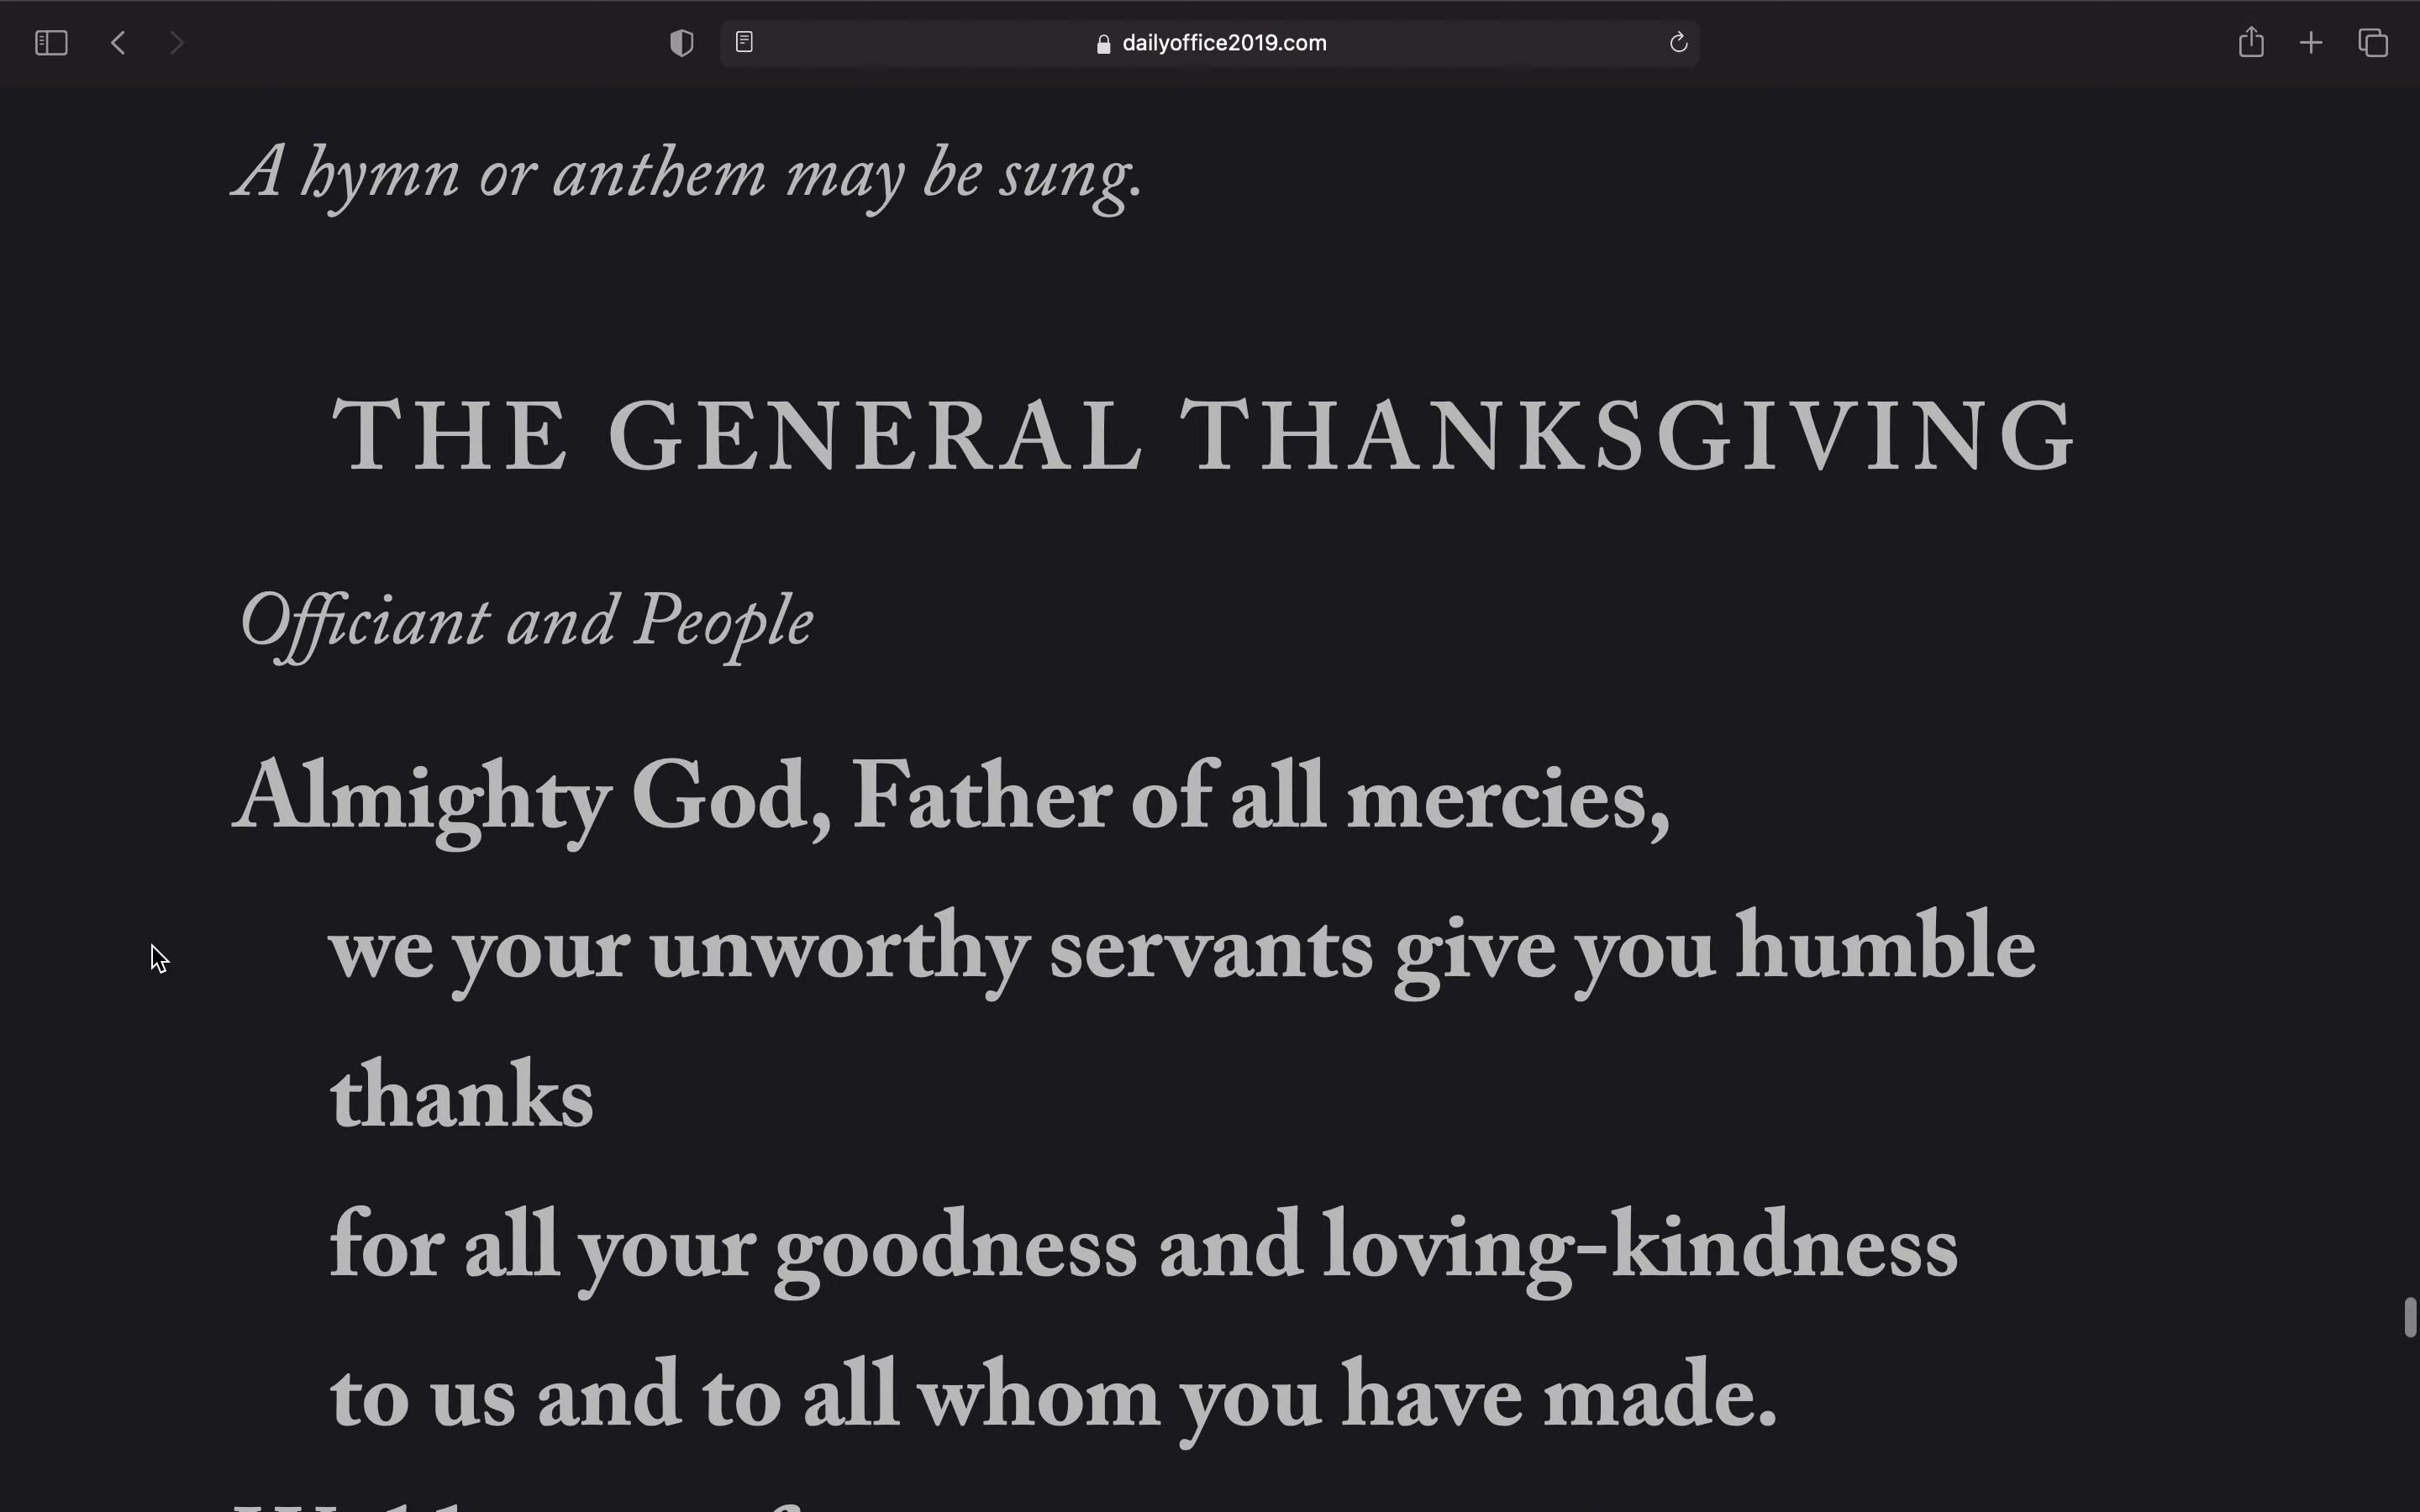 dailyoffice2019.com
A hymn or anthem may be sung.
THE GENERAL THANKSGIVING
Officiant and People
Almighty God, Father of all mercies,
we your unworthy servants give you humble
thanks
for all your goodness and loving-kindness
to us and to all whom you have made.